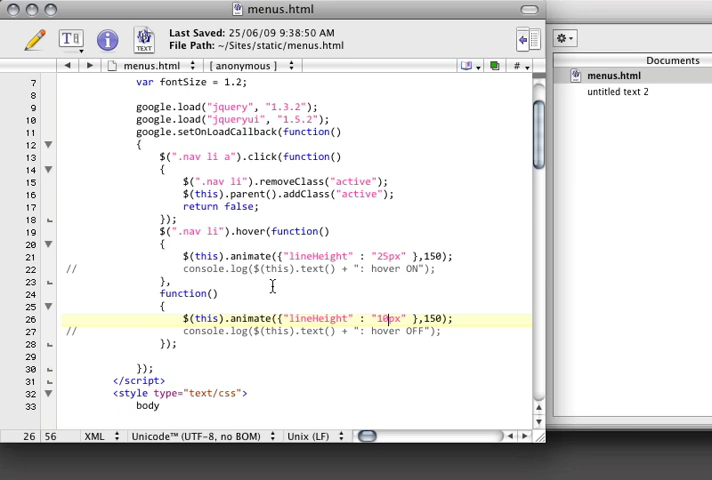 menus.html
Last Saved: 25/06/09 9:38:50 AM
File Path: ~/Sites/static/menus.html
T
i
TEXT
menus.html
[ anonymous ]
#
7 var fontSize = 1.2;
8
9 google.load("jquery", "1.3.2");
10 google.load("jqueryui", "1.5.2");
11 google.setOnLoadCallback(function()
12 {
13 $(".nav li a").click(function()
14 {
15 $(".nav li").removeClass("active");
16 $(this).parent().addClass("active");
17 return false;
18 });
19 $(".nav li").hover(function()
20 {
21 $(this).animate({"lineHeight" : "25px" },150);
22 // console.log($(this).text() + ": hover ON");
23 },
24 function()
25 {
26 $(this).animate({"lineHeight" : "10px" },150);
27 // console.log($(this).text() + ": hover OFF");
28 });
29
30 });
31 </script>
32 <style type="text/css">
33 body
26 56
XML
Unicode™ (UTF-8, no BOM)
Unix (LF)
Documents
menus.html
untitled text 2